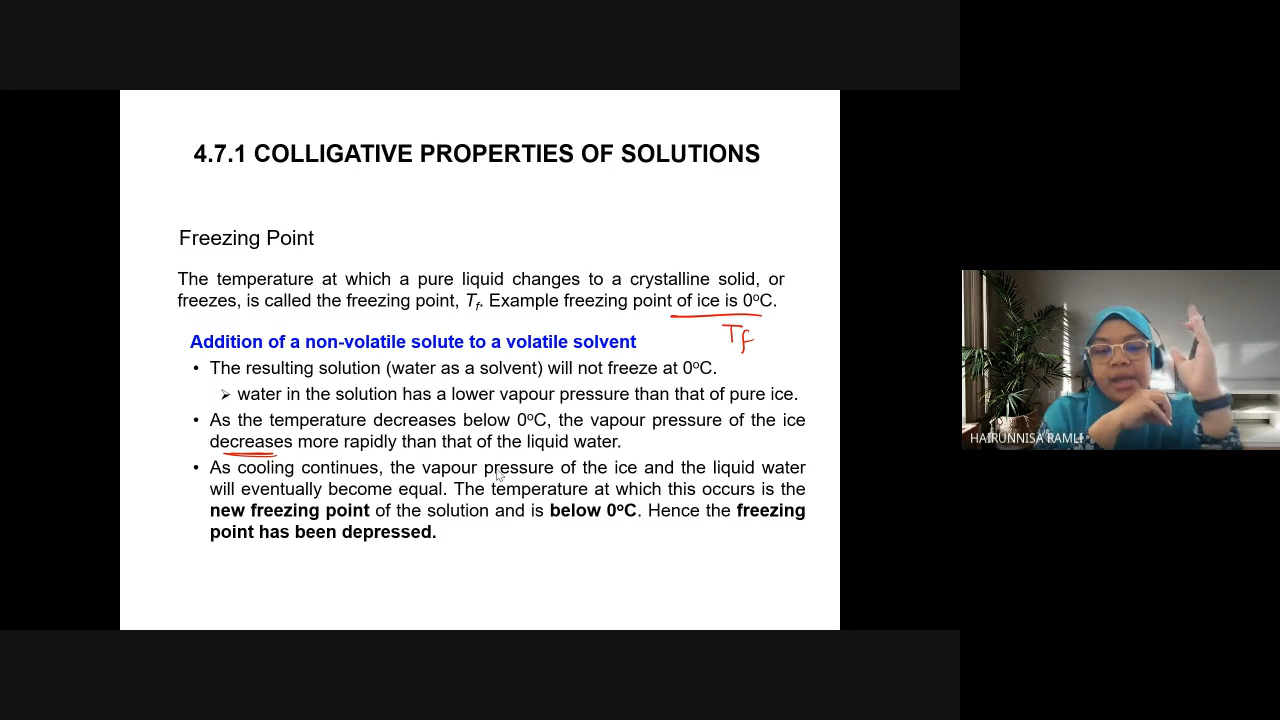 4.7.1 COLLIGATIVE PROPERTIES OF SOLUTIONS
Freezing Point
The temperature at which a pure liquid changes to a crystalline solid, or
freezes, is called the freezing point, Tf. Example freezing point of ice is 0oC.
Tf
Addition of a non-volatile solute to a volatile solvent
• The resulting solution (water as a solvent) will not freeze at 0oC.
➢ water in the solution has a lower vapour pressure than that of pure ice.
• As the temperature decreases below 0oC, the vapour pressure of the ice
decreases more rapidly than that of the liquid water.
• As cooling continues, the vapour pressure of the ice and the liquid water
will eventually become equal. The temperature at which this occurs is the
new freezing point of the solution and is below 0oC. Hence the freezing
point has been depressed.
HAIRUNNISA RAMLI